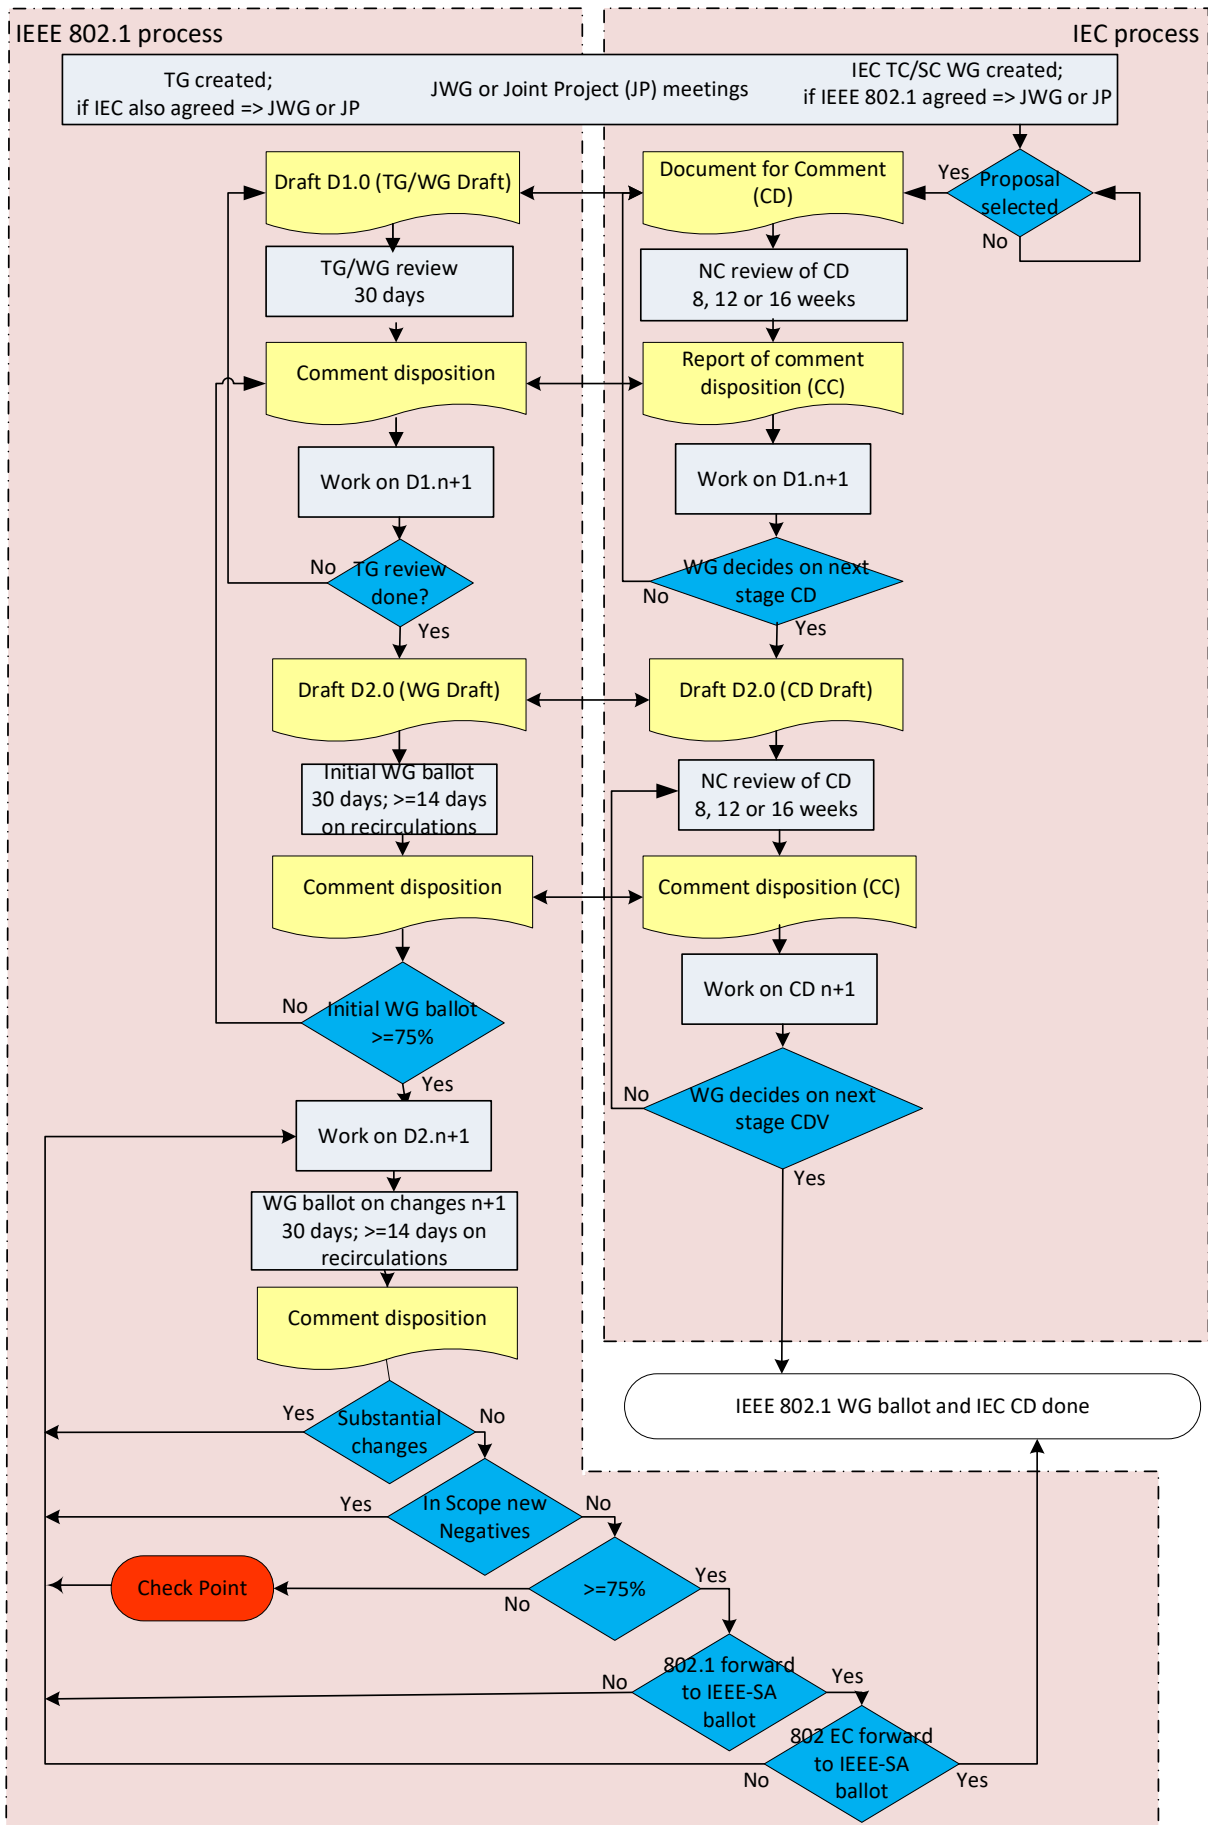 IEEE 802.1 process
IEC process
TG created;
if IEC also agreed => JWG or JP
JWG or Joint Project (JP) meetings
IEC TC/SC WG created;
if IEEE 802.1 agreed => JWG or JP
Draft D1.0 (TG/WG Draft)
Document for Comment
(CD)
Yes
Proposal
selected
No
TG/WG review
30 days
NC review of CD
8, 12 or 16 weeks
Comment disposition
Report of comment
disposition (CC)
Work on D1.n+1
Work on D1.n+1
No
TG review
done?
Yes
WG decides on next
stage CD
No
Yes
Draft D2.0 (WG Draft)
Draft D2.0 (CD Draft)
Initial WG ballot
30 days; >=14 days
on recirculations
NC review of CD
8, 12 or 16 weeks
Comment disposition
Comment disposition (CC)
Work on CD n+1
No
Initial WG ballot
>=75%
Yes
No
WG decides on next
stage CDV
Yes
Work on D2.n+1
WG ballot on changes n+1
30 days; >=14 days on
recirculations
Comment disposition
Yes
Substantial
changes
No
IEEE 802.1 WG ballot and IEC CD done
Yes
In Scope new
Negatives
No
Check Point
No
>=75%
Yes
No
802.1 forward
to IEEE-SA
ballot
Yes
No
802 EC forward
to IEEE-SA
ballot
Yes